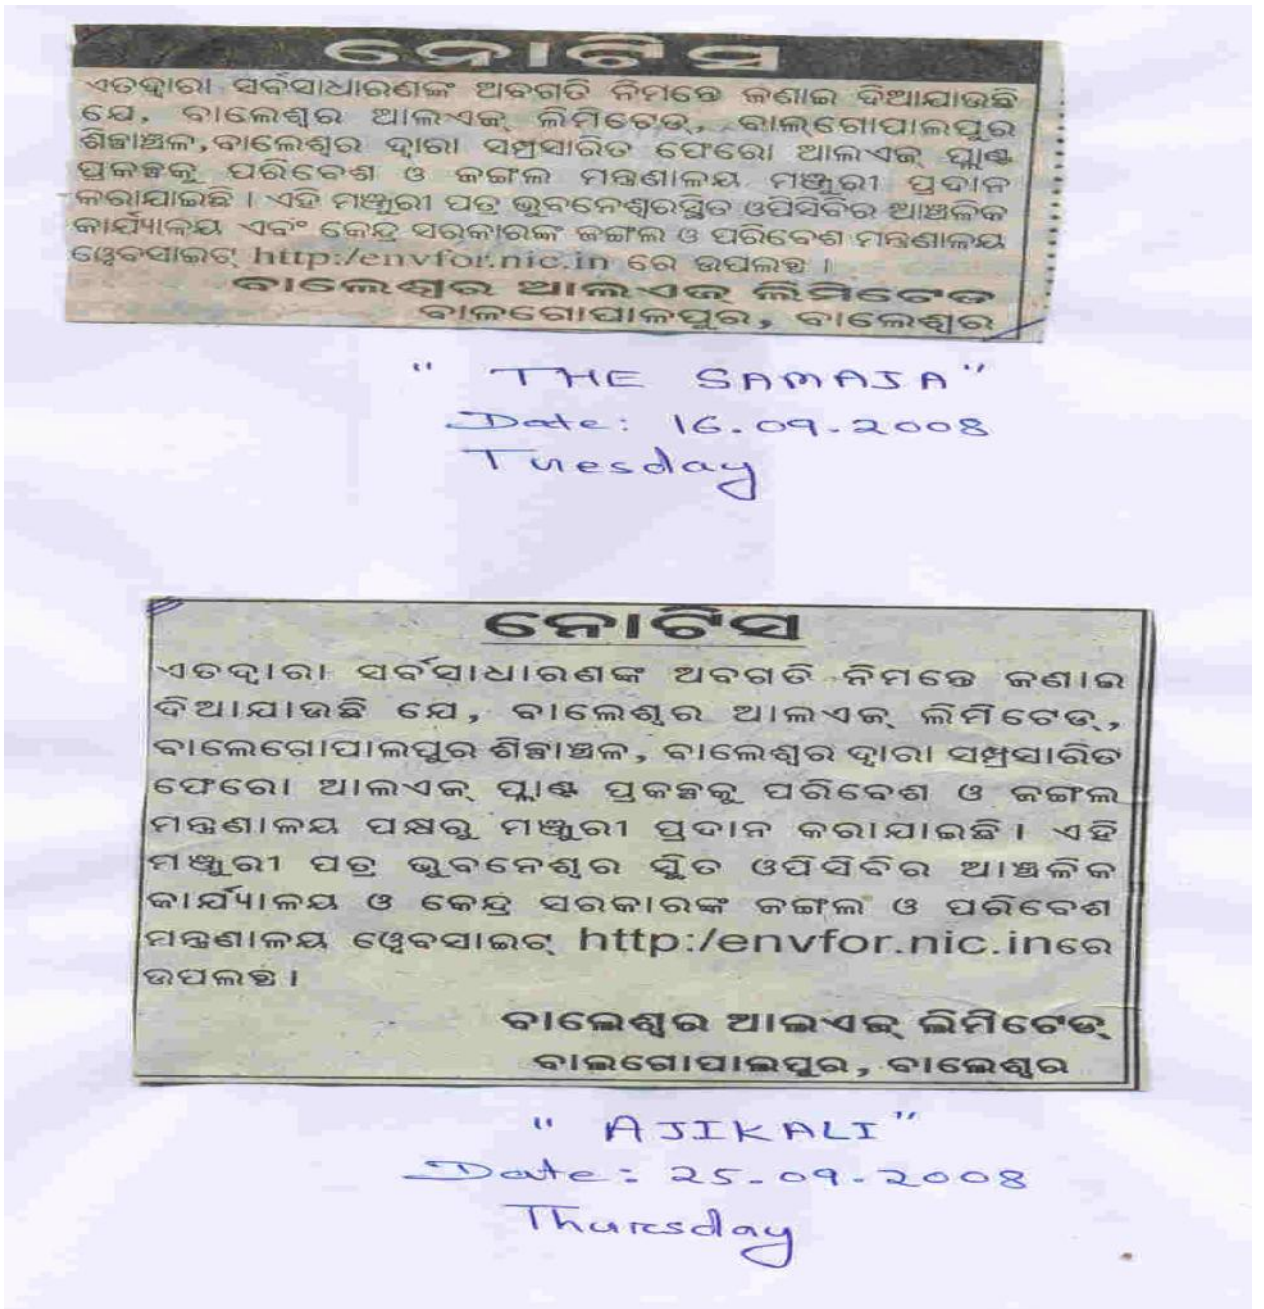 ନୋଟିସ
ଏତଦ୍ୱାରା ସର୍ବସାଧାରଣଙ୍କ ଅବଗତି ନିମନ୍ତେ ଜଣାଇ ଦିଆଯାଉଛି
ଯେ, ବାଲେଶ୍ୱର ଆଲଏଜ୍ ଲିମିଟେଡ୍, ବାଲ୍‌ଗୋପାଲପୁର
ଶିଳ୍ପାଞ୍ଚଳ,ବାଲେଶ୍ୱର ଦ୍ୱାରା ସମ୍ପ୍ରସାରିତ ଫେରୋ ଆଲଏଜ୍ ପ୍ଲାଣ୍ଟ
ପ୍ରକଳ୍ପକୁ ପରିବେଶ ଓ ଜଙ୍ଗଲ ମନ୍ତ୍ରଣାଳୟ ମଞ୍ଜୁରୀ ପ୍ରଦାନ
କରାଯାଇଛି । ଏହି ମଞ୍ଜୁରୀ ପତ୍ର ଭୁବନେଶ୍ୱରସ୍ଥିତ ଓପିସିବିର ଆଞ୍ଚଳିକ
କାର୍ଯ୍ୟାଳୟ ଏବଂ କେନ୍ଦ୍ର ସରକାରଙ୍କ ଜଙ୍ଗଲ ଓ ପରିବେଶ ମନ୍ତ୍ରଣାଳୟ
ୱେବସାଇଟ୍ http:/envfor.nic.in ରେ ଉପଲବ୍ଧ ।
ବାଲେଶ୍ୱର ଆଲଏଜ ଲିମିଟେଡ
ବାଲଗୋପାଳପୁର, ବାଲେଶ୍ୱର
" THE SAMAJA"
Date: 16.09.2008
Tuesday
ନୋଟିସ
ଏତଦ୍ୱାରା ସର୍ବସାଧାରଣଙ୍କ ଅବଗତି ନିମନ୍ତେ ଜଣାଇ
ଦିଆଯାଉଛି ଯେ, ବାଲେଶ୍ୱର ଆଲଏଜ୍ ଲିମିଟେଡ୍,
ବାଲେଗୋପାଲପୁର ଶିଳ୍ପାଞ୍ଚଳ, ବାଲେଶ୍ୱର ଦ୍ୱାରା ସମ୍ପ୍ରସାରିତ
ଫେରୋ ଆଲଏଜ୍ ପ୍ଲାଣ୍ଟ ପ୍ରକଳ୍ପକୁ ପରିବେଶ ଓ ଜଙ୍ଗଲ
ମନ୍ତ୍ରଣାଳୟ ପକ୍ଷରୁ ମଞ୍ଜୁରୀ ପ୍ରଦାନ କରାଯାଇଛି । ଏହି
ମଞ୍ଜୁରୀ ପତ୍ର ଭୁବନେଶ୍ୱର ସ୍ଥିତ ଓପିସିବିର ଆଞ୍ଚଳିକ
କାର୍ଯ୍ୟାଳୟ ଓ କେନ୍ଦ୍ର ସରକାରଙ୍କ ଜଙ୍ଗଲ ଓ ପରିବେଶ
ମନ୍ତ୍ରଣାଳୟ ୱେବସାଇଟ୍ http:/envfor.nic.inରେ
ଉପଲବ୍ଧ ।
ବାଲେଶ୍ୱର ଆଲଏଜ୍ ଲିମିଟେଡ୍
ବାଲଗୋପାଲପୁର, ବାଲେଶ୍ୱର
" AJIKALI"
Date: 25-09-2008
Thursday